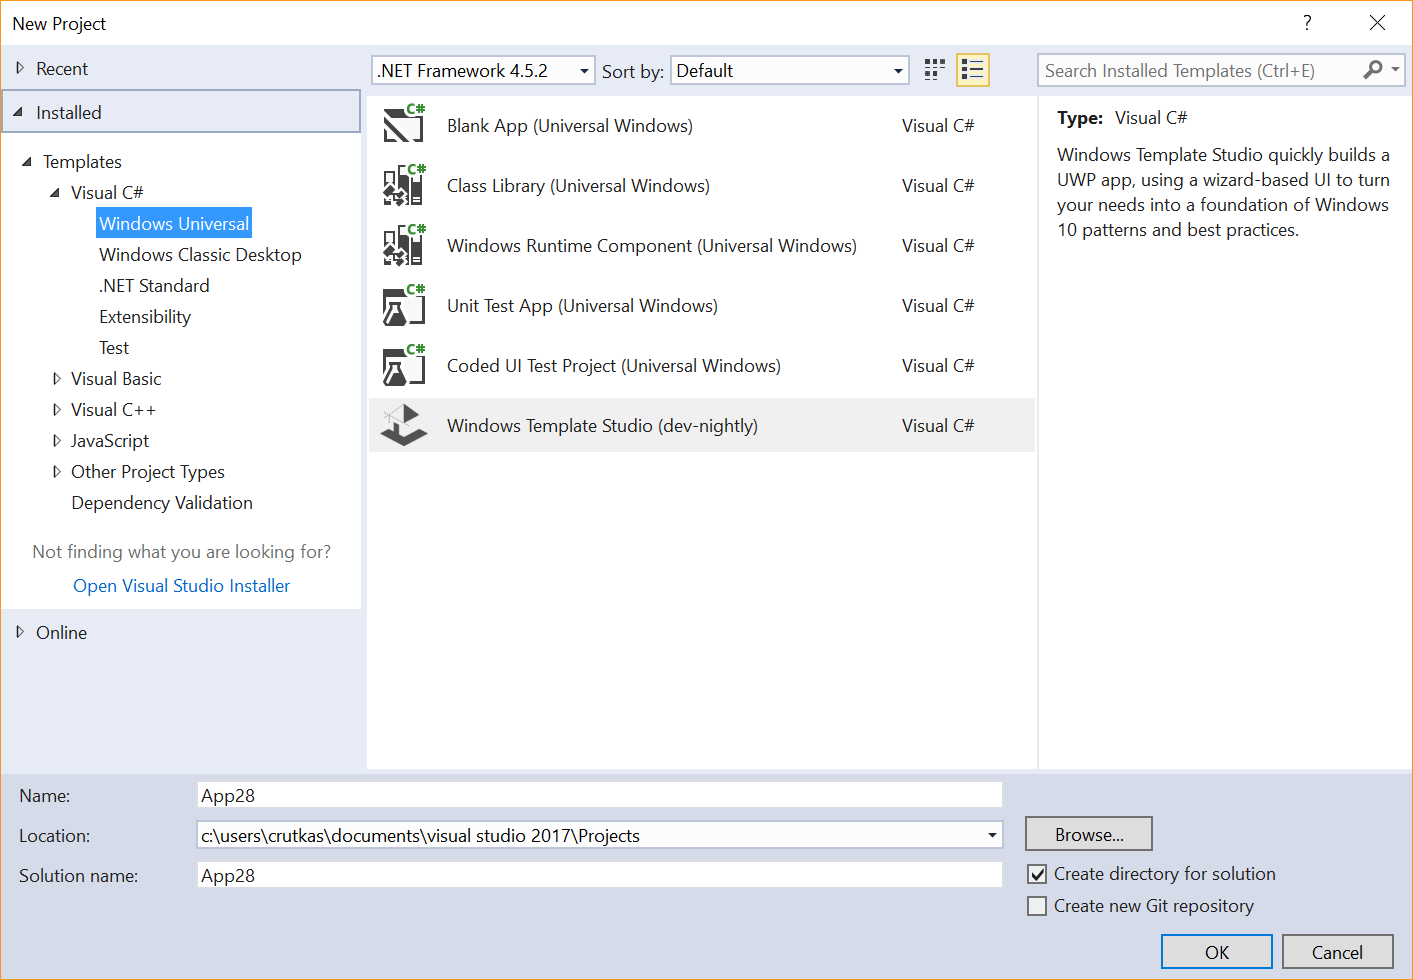 New Project
?
Recent
Installed
Templates
Visual C#
Windows Universal
Windows Classic Desktop
.NET Standard
Extensibility
Test
Visual Basic
Visual C++
JavaScript
Other Project Types
Dependency Validation
Not finding what you are looking for?
Open Visual Studio Installer
Online
.NET Framework 4.5.2 Sort by: Default
Search Installed Templates (Ctrl+E)
C# Blank App (Universal Windows) Visual C#
C# Class Library (Universal Windows) Visual C#
C# Windows Runtime Component (Universal Windows) Visual C#
C# Unit Test App (Universal Windows) Visual C#
C# Coded UI Test Project (Universal Windows) Visual C#
Windows Template Studio (dev-nightly) Visual C#
Type: Visual C#
Windows Template Studio quickly builds a
UWP app, using a wizard-based UI to turn
your needs into a foundation of Windows
10 patterns and best practices.
Name: App28
Location: c:\users\crutkas\documents\visual studio 2017\Projects Browse...
Solution name: App28
Create directory for solution
Create new Git repository
OK Cancel